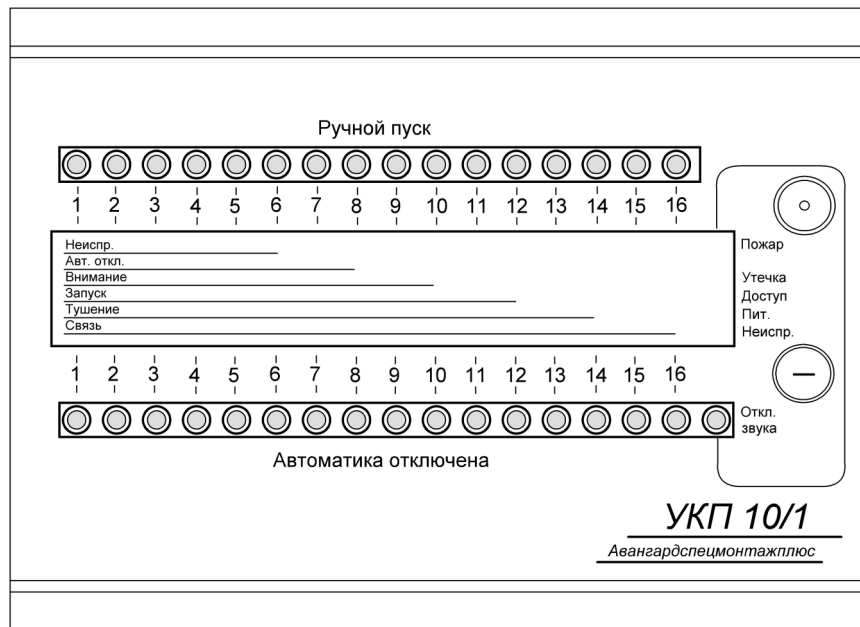 Ручной пуск
1 2 3 4 5 6 7 8 9 10 11 12 13 14 15 16
Неиспр.
Авт. откл.
Внимание
Запуск
Тушение
Связь
Пожар
Утечка
Доступ
Пит.
Неиспр.
1 2 3 4 5 6 7 8 9 10 11 12 13 14 15 16
Откл.
звука
Автоматика отключена
УКП 10/1
Авангардспецмонтажплюс